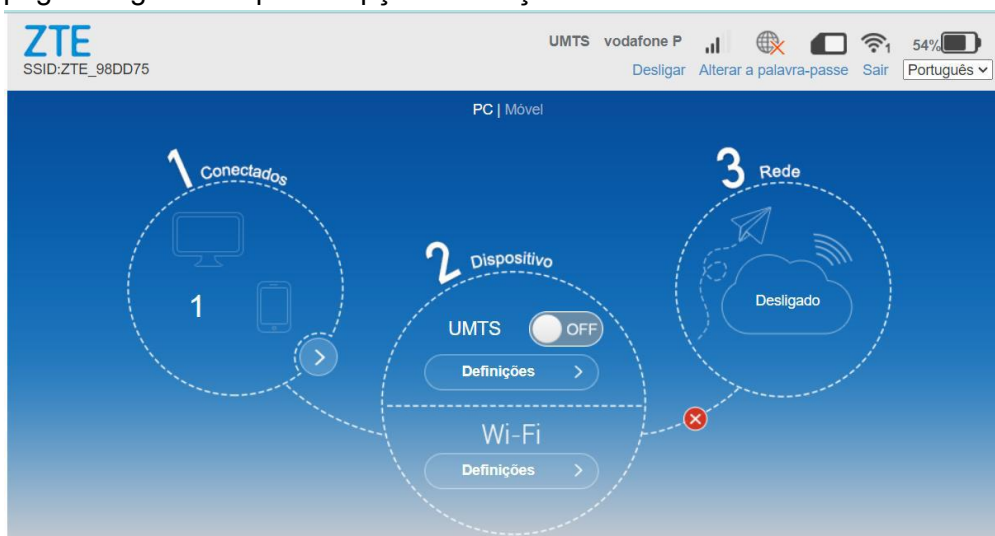 ZTE
SSID:ZTE_98DD75
UMTS vodafone P 1 54%
Desligar Alterar a palavra-passe Sair Português
PC | Móvel
1 Conectados
1
2 Dispositivo
UMTS OFF
Definições
Wi-Fi
Definições
3 Rede
Desligado